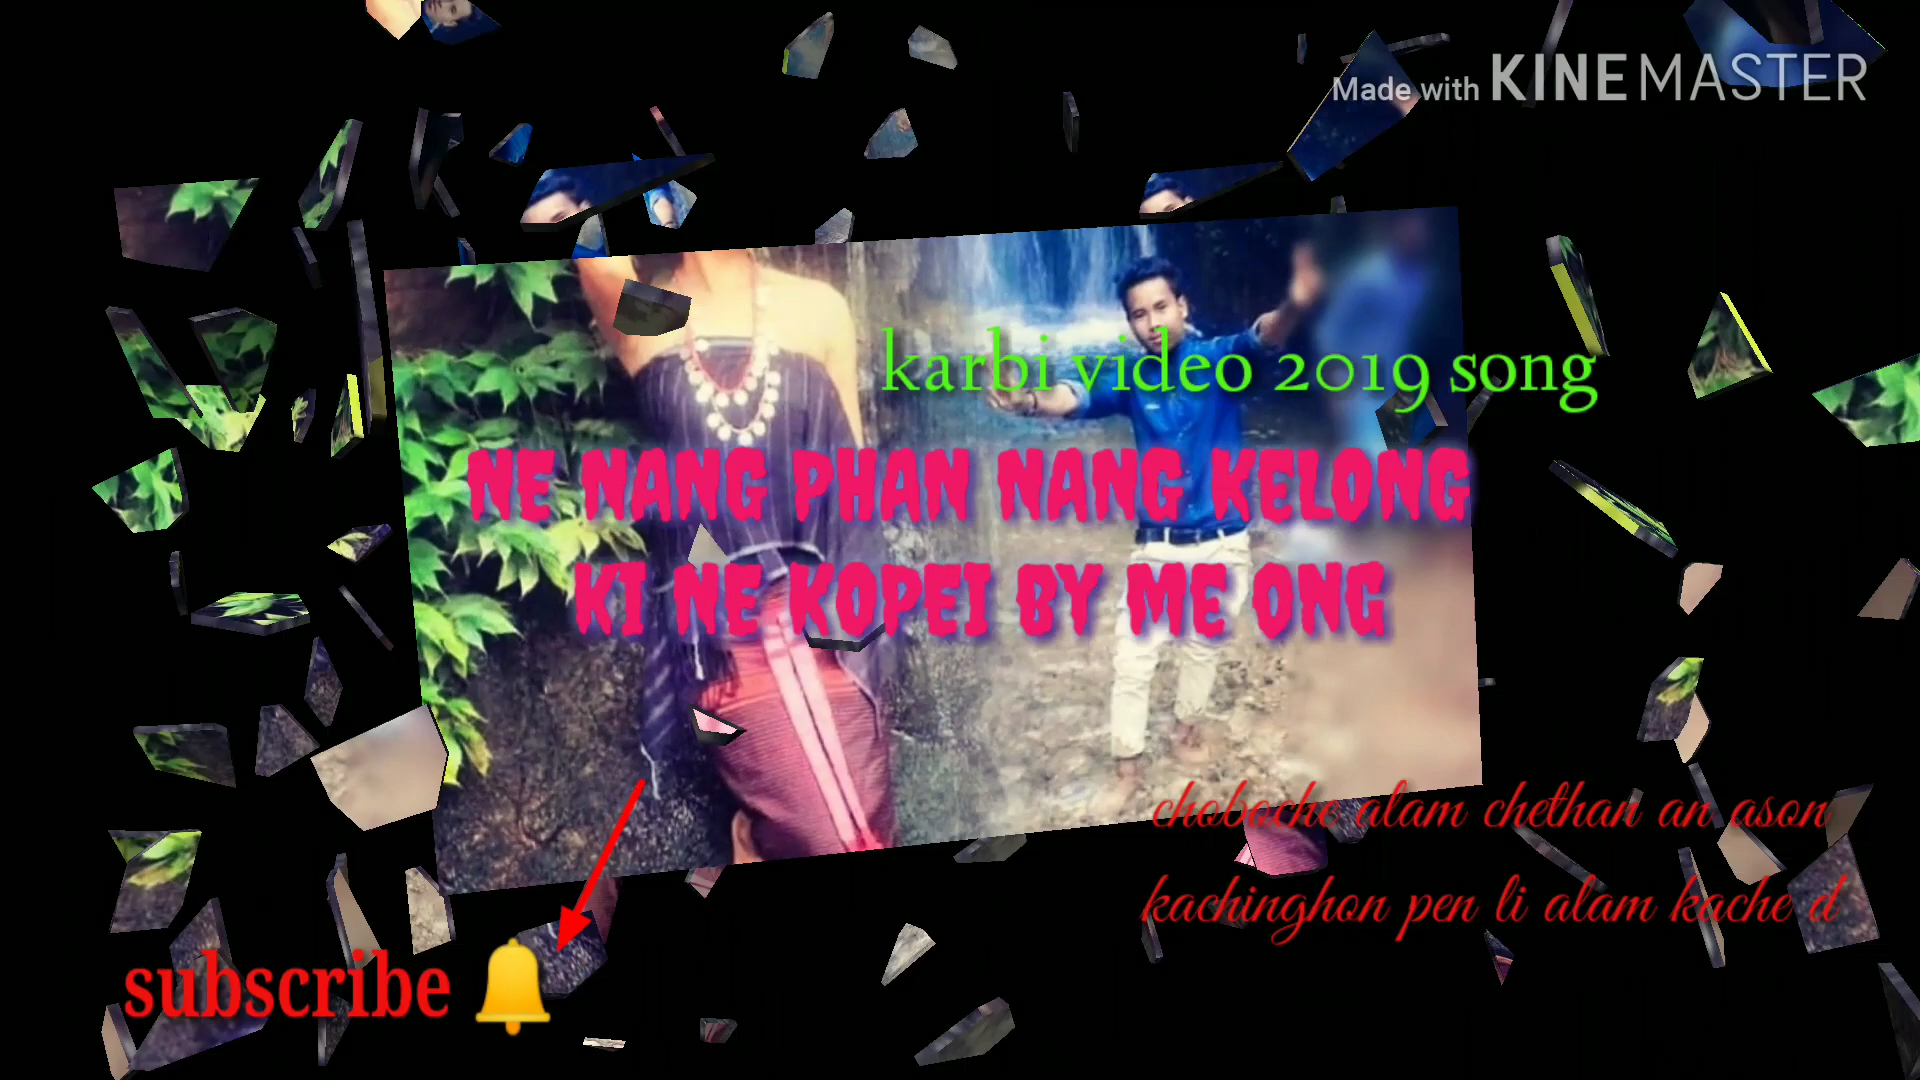 Made with KINEMASTER
karbi video 2019 song
NE NANG PHAN NANG KELONG
KI NE KOPEI BY ME ONG
choboche alam chethan an ason
kachinghon pen li alam kache d
subscribe